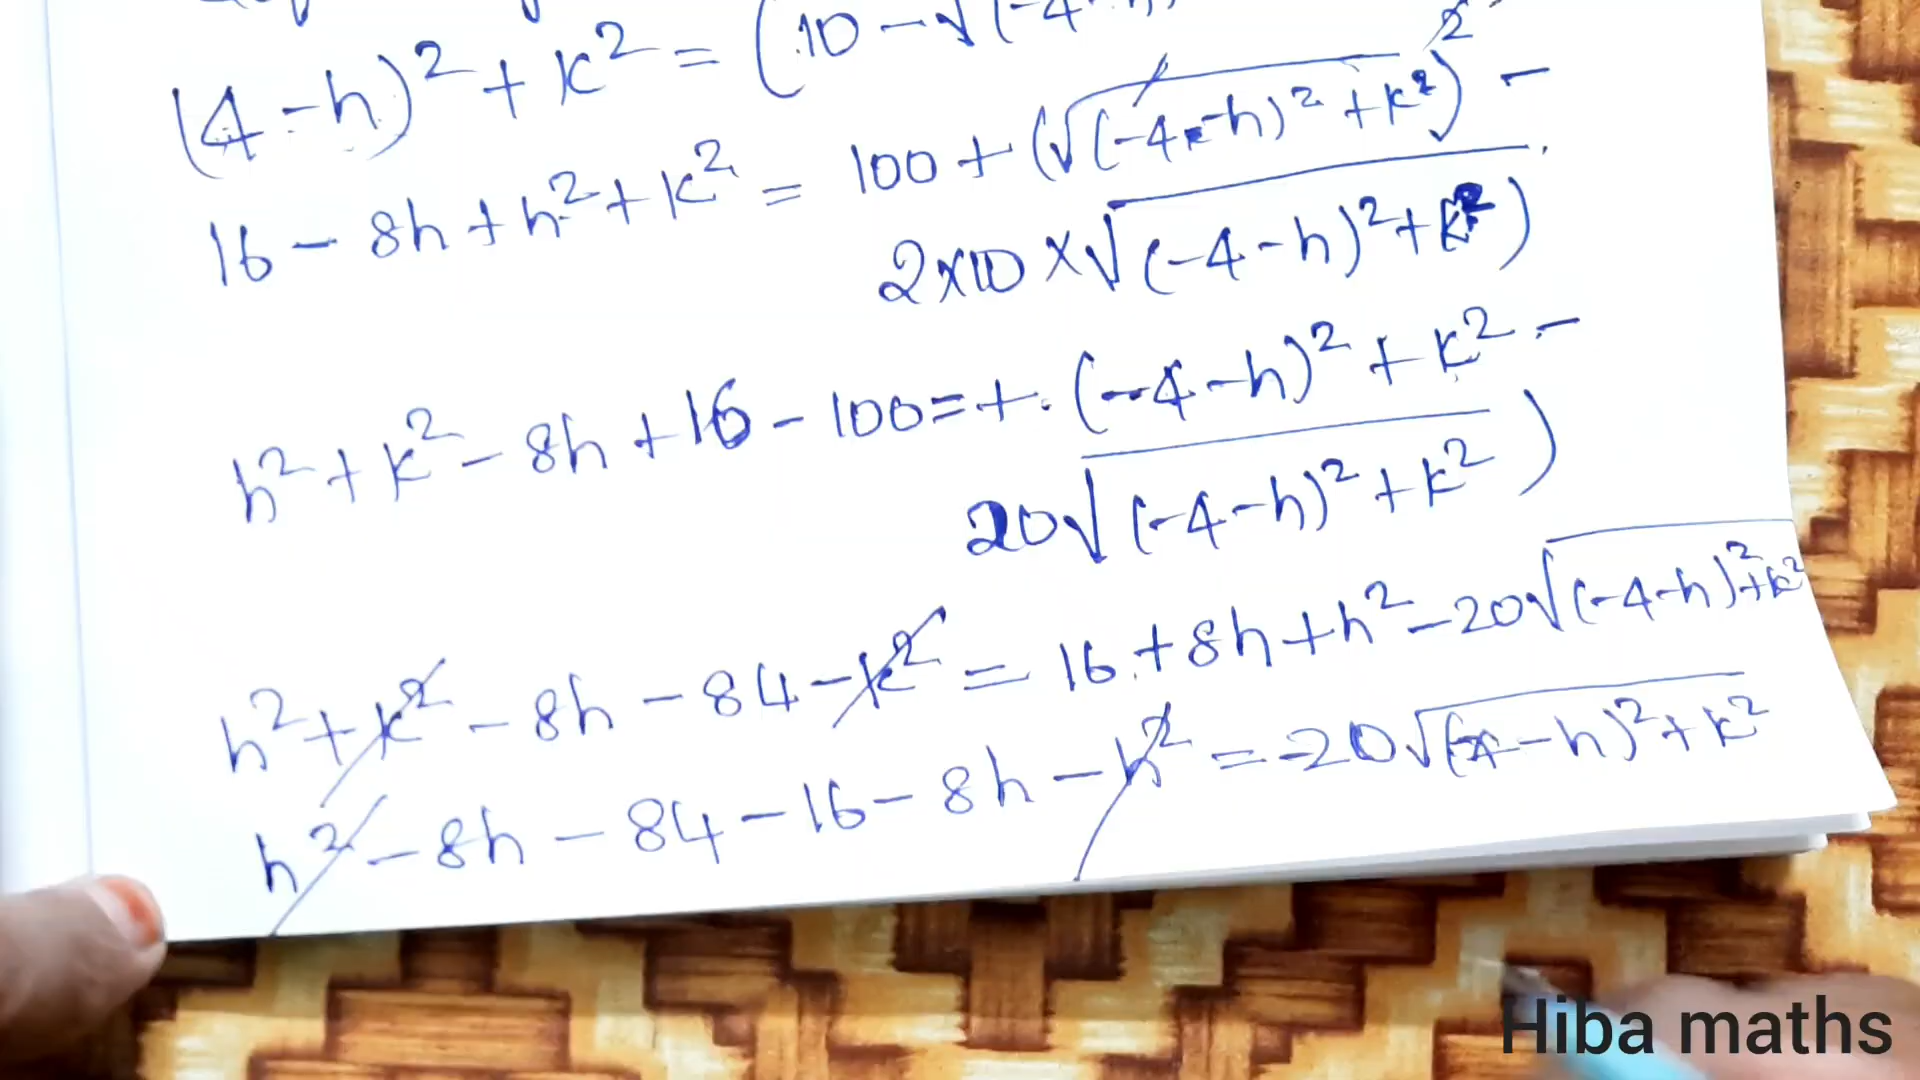 (4-h)² + k² = (10 - √(-4
16 - 8h + h² + k² = 100 + (√(-4-h)² + k²)² -
2×10×√(-4-h)² + k²)
h² + k² - 8h + 16 - 100 = + (-4-h)² + k² -
20√(-4-h)² + k²)
h² + k² - 8h - 84 - k² = 16 + 8h + h² - 20√(-4-h)² + k²
h² - 8h - 84 - 16 - 8h - h² = -20√(-4-h)² + k²
Hiba maths